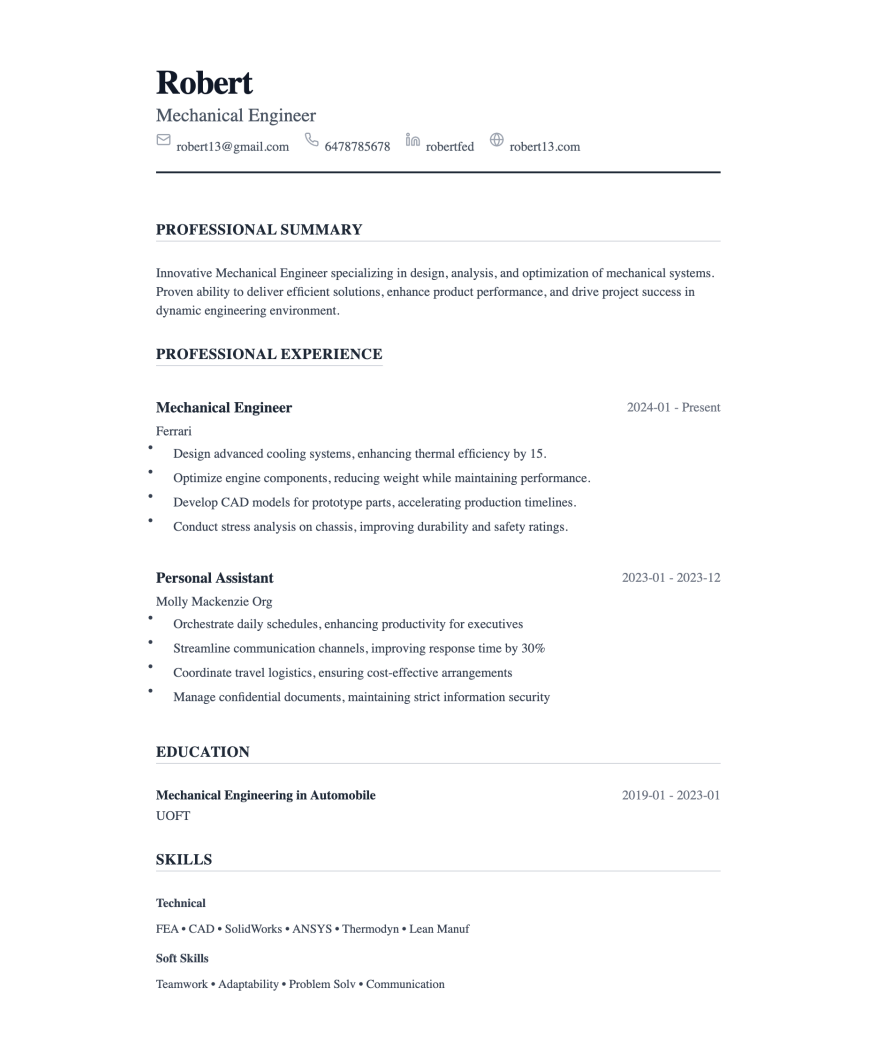 Robert
Mechanical Engineer
robert13@gmail.com 6478785678 robertfed robert13.com
PROFESSIONAL SUMMARY
Innovative Mechanical Engineer specializing in design, analysis, and optimization of mechanical systems.
Proven ability to deliver efficient solutions, enhance product performance, and drive project success in
dynamic engineering environment.
PROFESSIONAL EXPERIENCE
Mechanical Engineer 2024-01 - Present
Ferrari
• Design advanced cooling systems, enhancing thermal efficiency by 15.
• Optimize engine components, reducing weight while maintaining performance.
• Develop CAD models for prototype parts, accelerating production timelines.
• Conduct stress analysis on chassis, improving durability and safety ratings.
Personal Assistant 2023-01 - 2023-12
Molly Mackenzie Org
• Orchestrate daily schedules, enhancing productivity for executives
• Streamline communication channels, improving response time by 30%
• Coordinate travel logistics, ensuring cost-effective arrangements
• Manage confidential documents, maintaining strict information security
EDUCATION
Mechanical Engineering in Automobile 2019-01 - 2023-01
UOFT
SKILLS
Technical
FEA • CAD • SolidWorks • ANSYS • Thermodyn • Lean Manuf
Soft Skills
Teamwork • Adaptability • Problem Solv • Communication